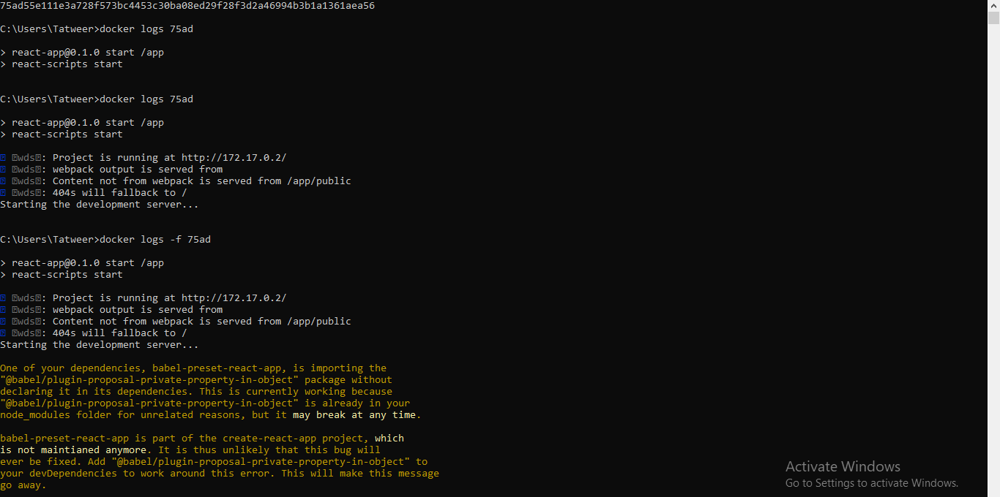 75ad55e111e3a728f573bc4453c30ba08ed29f28f3d2a46994b3b1a1361aea56
C:\Users\Tatweer>docker logs 75ad
> react-app@0.1.0 start /app
> react-scripts start
C:\Users\Tatweer>docker logs 75ad
> react-app@0.1.0 start /app
> react-scripts start
wds: Project is running at http://172.17.0.2/
wds: webpack output is served from
wds: Content not from webpack is served from /app/public
wds: 404s will fallback to /
Starting the development server...
C:\Users\Tatweer>docker logs -f 75ad
> react-app@0.1.0 start /app
> react-scripts start
wds: Project is running at http://172.17.0.2/
wds: webpack output is served from
wds: Content not from webpack is served from /app/public
wds: 404s will fallback to /
Starting the development server...
One of your dependencies, babel-preset-react-app, is importing the
"@babel/plugin-proposal-private-property-in-object" package without
declaring it in its dependencies. This is currently working because
"@babel/plugin-proposal-private-property-in-object" is already in your
node_modules folder for unrelated reasons, but it may break at any time.
babel-preset-react-app is part of the create-react-app project, which
is not maintianed anymore. It is thus unlikely that this bug will
ever be fixed. Add "@babel/plugin-proposal-private-property-in-object" to
your devDependencies to work around this error. This will make this message
go away.
Activate Windows
Go to Settings to activate Windows.